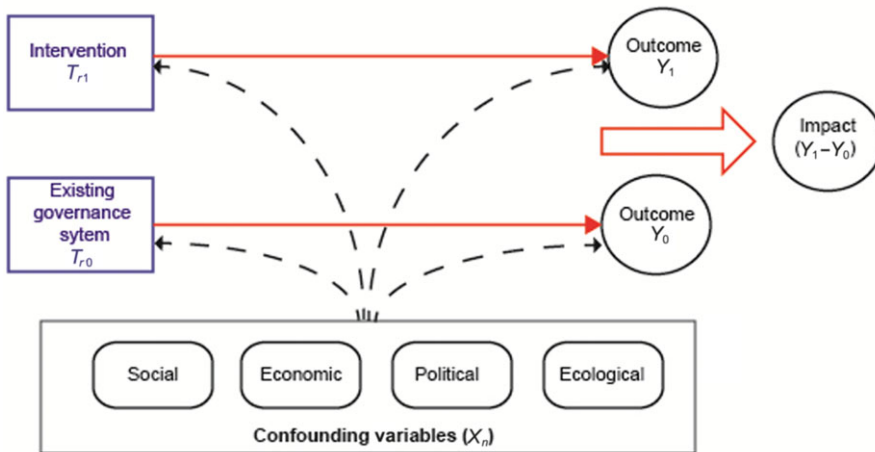 Intervention
Tr1
Outcome
Y1
Impact
(Y1–Y0)
Existing
governance
sytem
Tr0
Outcome
Y0
Social
Economic
Political
Ecological
Confounding variables (Xn)